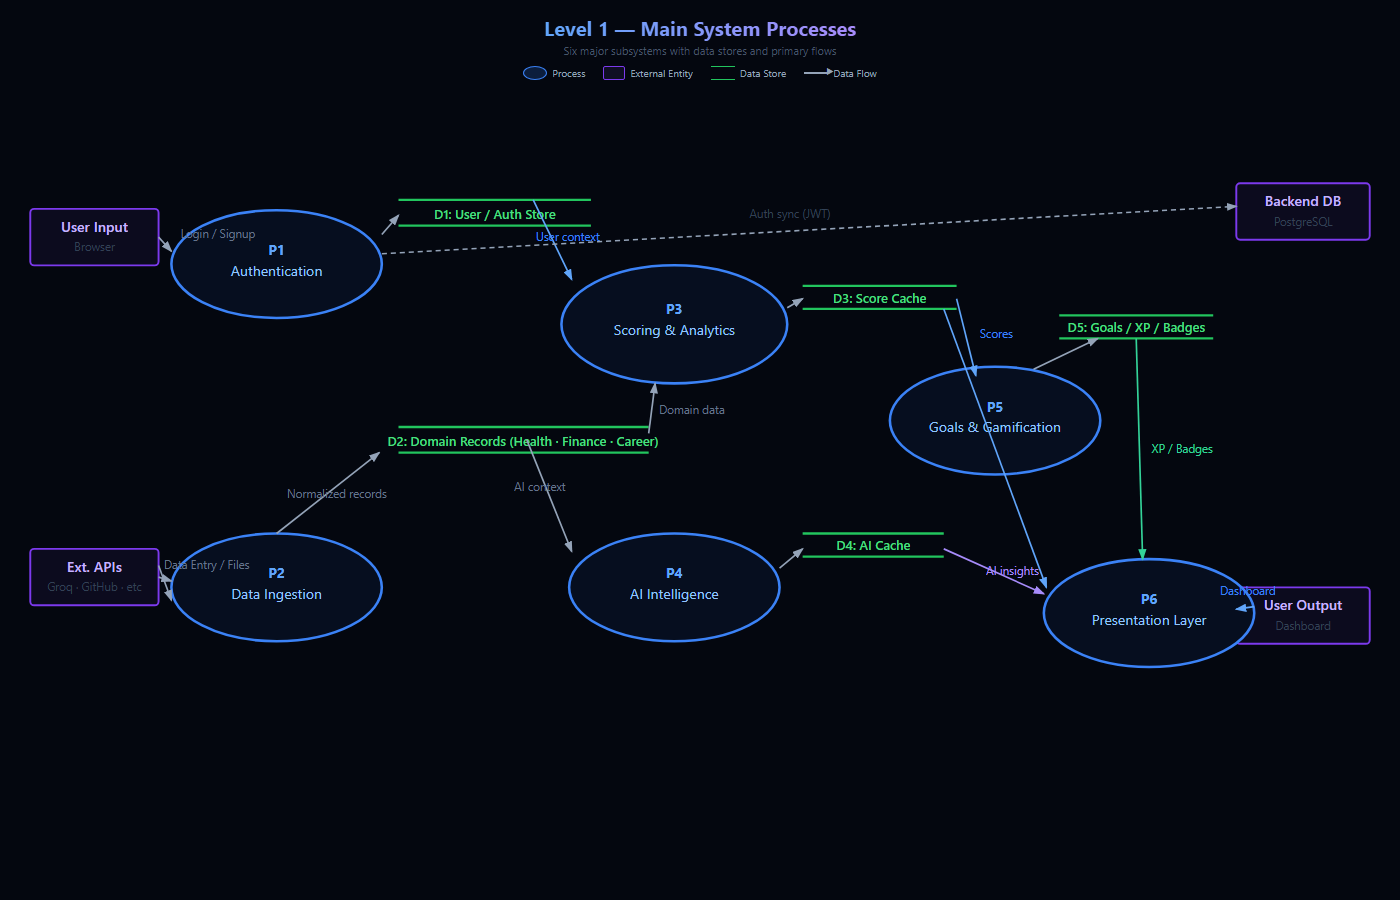 Level 1 — Main System Processes
Six major subsystems with data stores and primary flows
Process
External Entity
Data Store
Data Flow
User Input
Browser
Login / Signup
P1
Authentication
D1: User / Auth Store
User context
Auth sync (JWT)
Backend DB
PostgreSQL
P3
Scoring & Analytics
D3: Score Cache
Scores
D5: Goals / XP / Badges
P5
Goals & Gamification
Domain data
D2: Domain Records (Health · Finance · Career)
XP / Badges
Normalized records
AI context
Ext. APIs
Groq · GitHub · etc
Data Entry / Files
P2
Data Ingestion
P4
AI Intelligence
D4: AI Cache
AI insights
P6
Presentation Layer
Dashboard
User Output
Dashboard